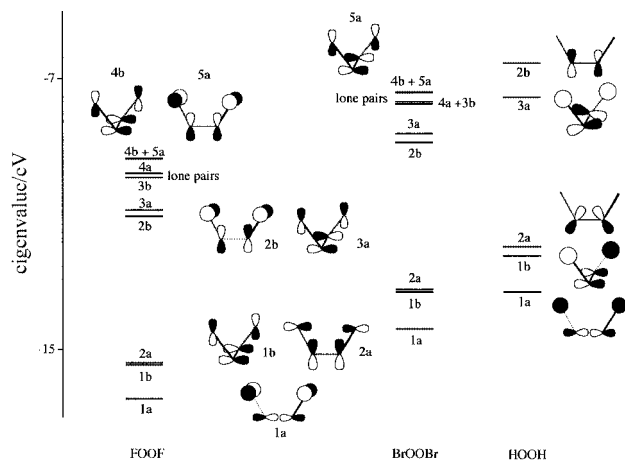 5a
4b
5a
-7
4b + 5a
2b
lone pairs
4a +3b
3a
3a
2b
4b + 5a
4a
lone pairs
3b
3a
2b
2b
3a
eigenvalue/eV
2a
2a
1b
1b
1a
1a
1b
2a
-15
2a
1b
1a
1a
FOOF
BrOOBr
HOOH